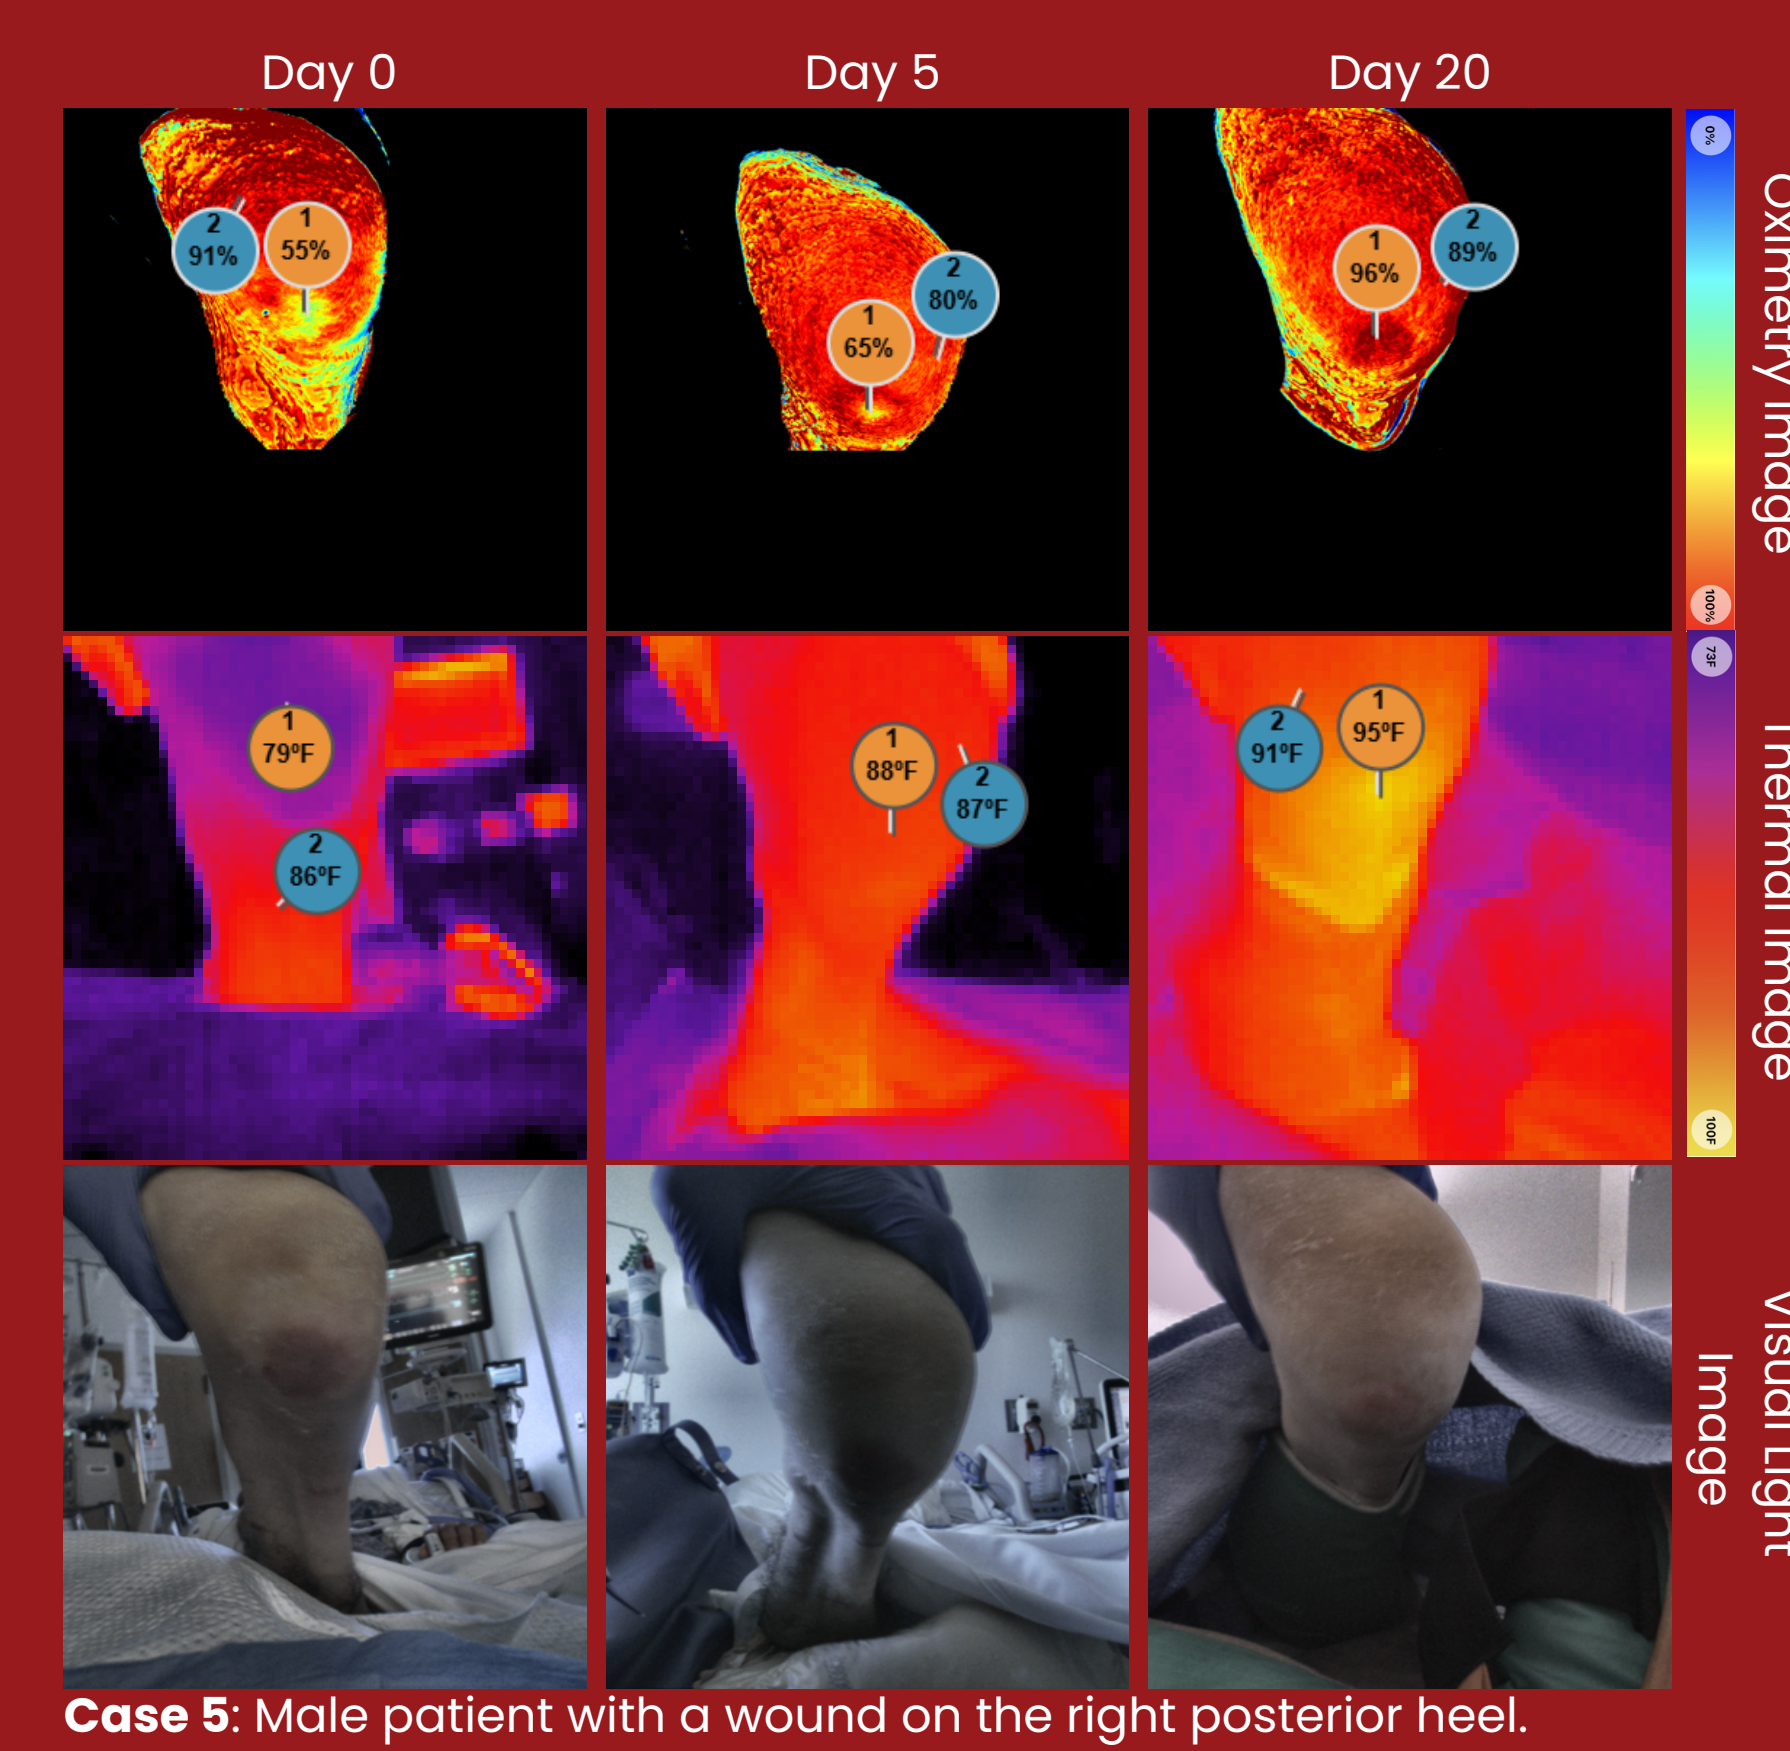 Day 0
Day 5
Day 20
2
91%
1
55%
1
65%
2
80%
1
96%
2
89%
0%
100%
Oximetry Image
1
79ºF
2
86ºF
1
88ºF
2
87ºF
2
91ºF
1
95ºF
73F
100F
Thermal Image
Visual Light
Image
Case 5: Male patient with a wound on the right posterior heel.